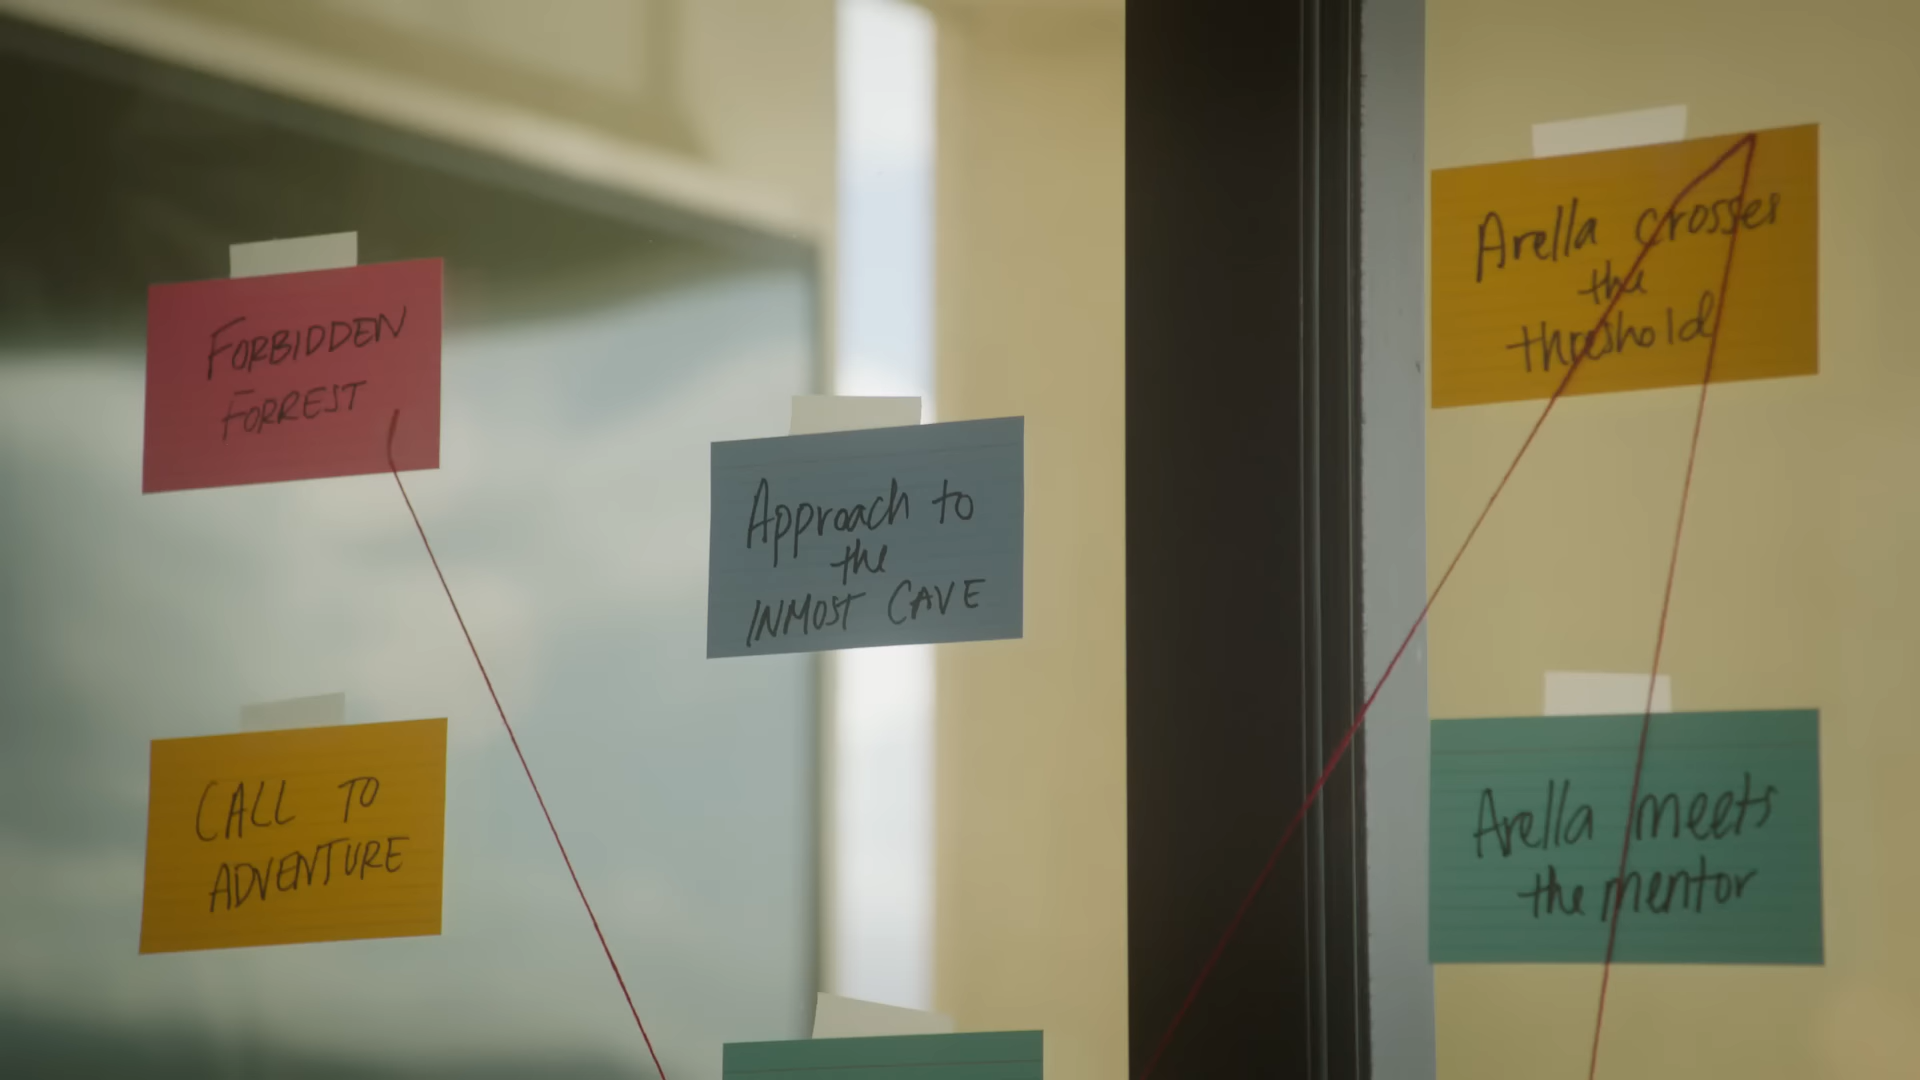 FORBIDDEN
FORREST
CALL TO
ADVENTURE
Approach to
the
INMOST CAVE
Arella crosses
the
threshold
Arella meets
the mentor